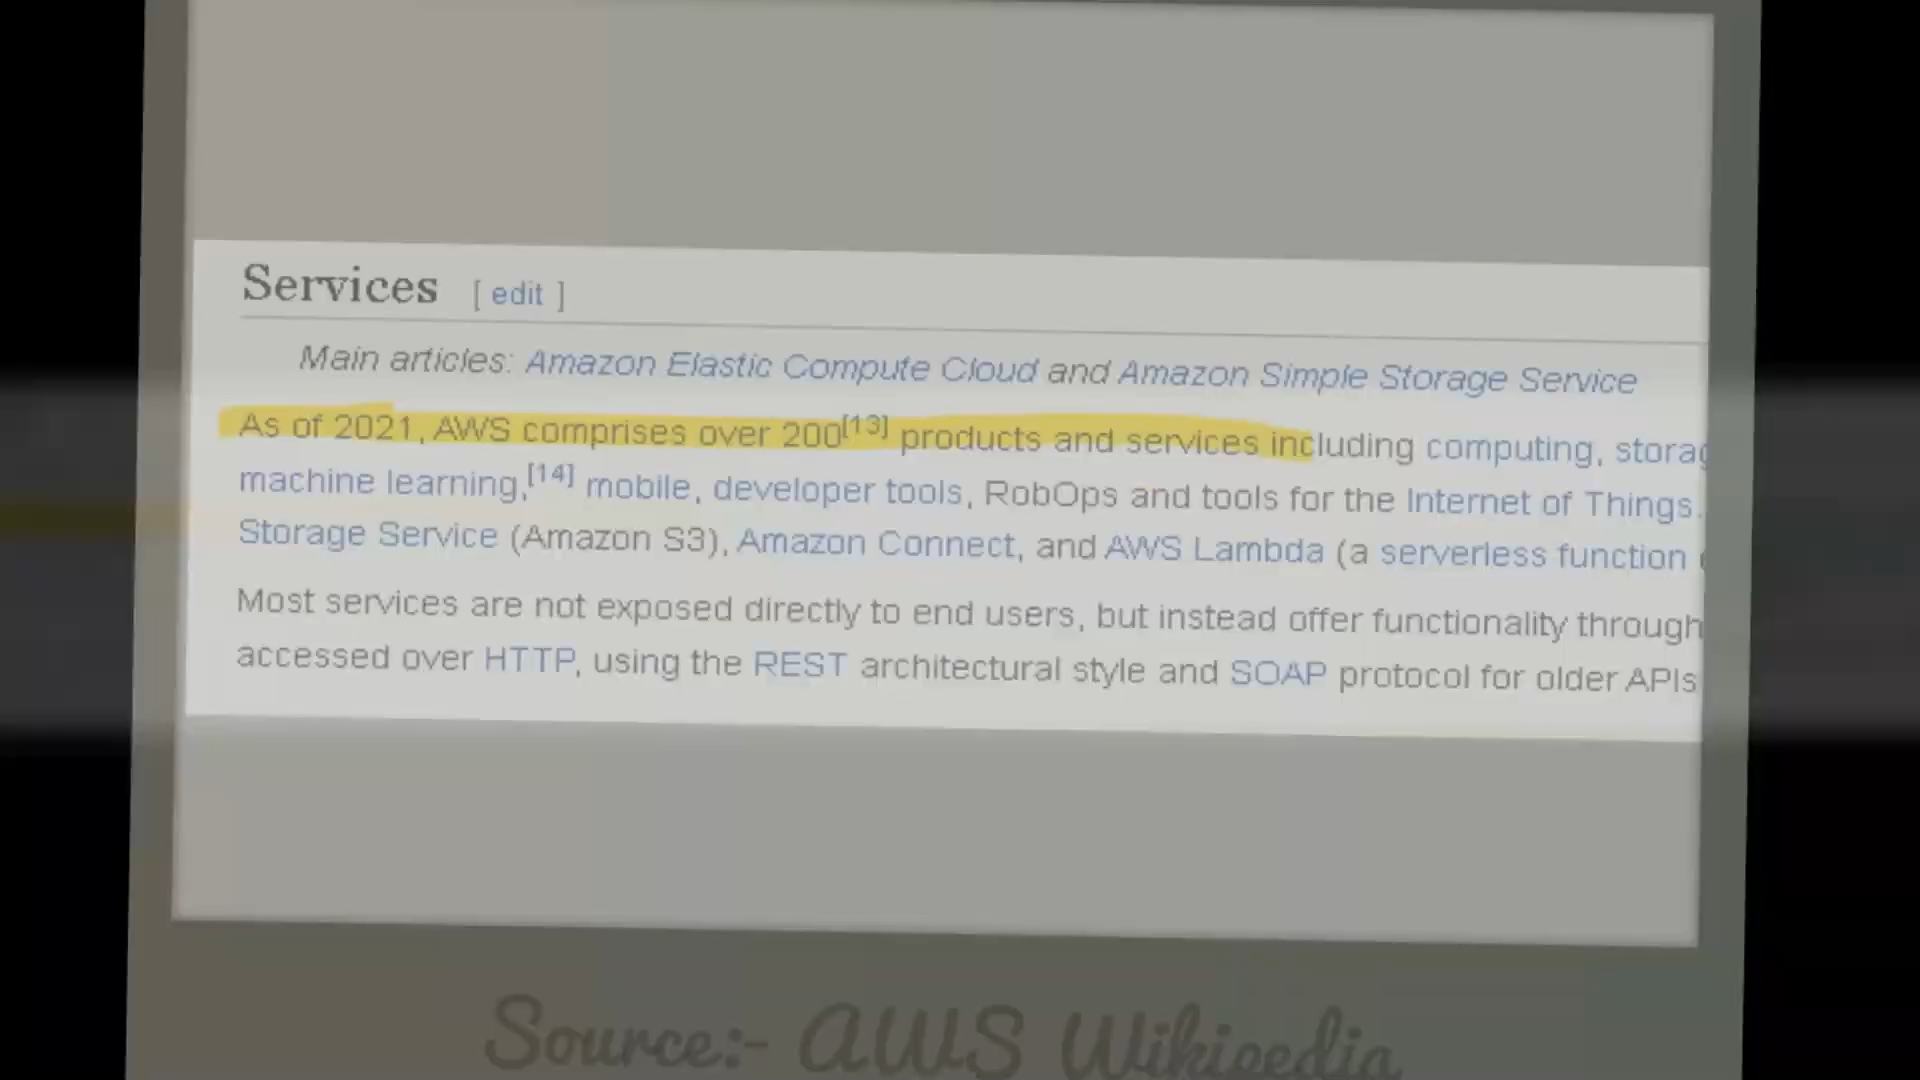 Services [ edit ]
Main articles: Amazon Elastic Compute Cloud and Amazon Simple Storage Service
As of 2021, AWS comprises over 200[13] products and services including computing, storag
machine learning,[14] mobile, developer tools, RobOps and tools for the Internet of Things.
Storage Service (Amazon S3), Amazon Connect, and AWS Lambda (a serverless function
Most services are not exposed directly to end users, but instead offer functionality through
accessed over HTTP, using the REST architectural style and SOAP protocol for older APIs
Source:- AWS Wikipedia